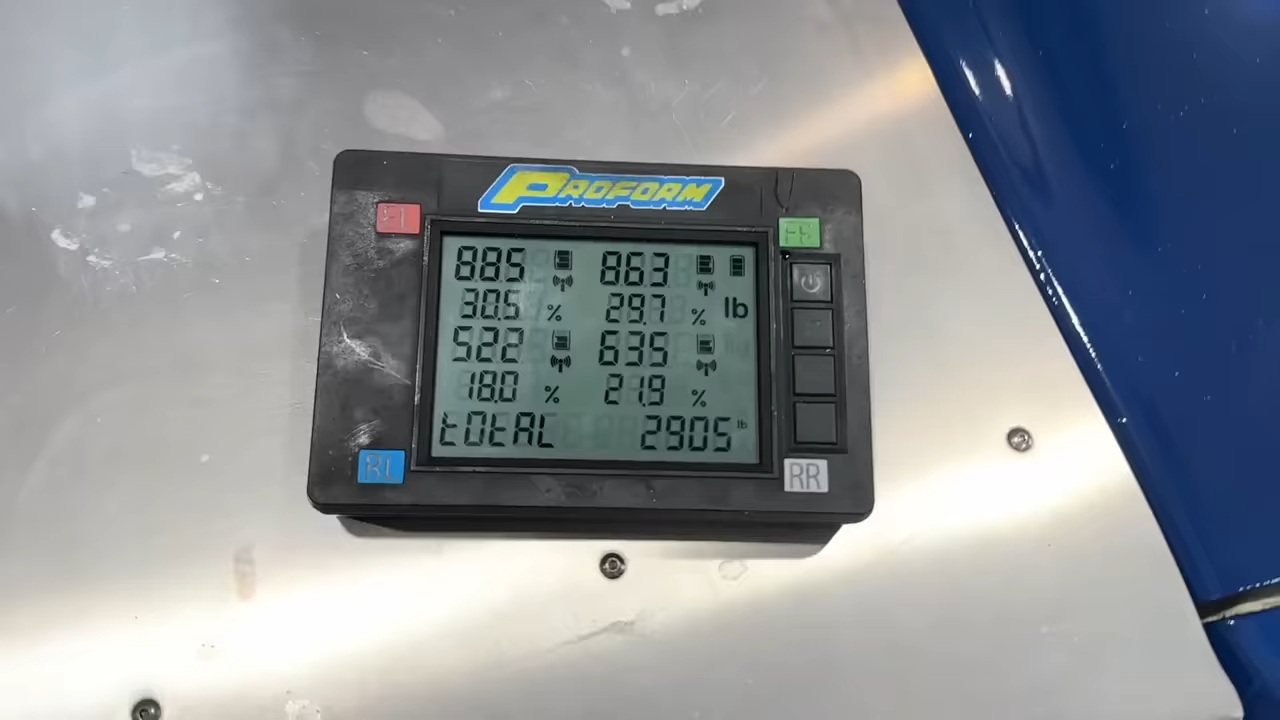 PROFORM
FL
FR
885 863
30.5 % 29.7 % lb
522 635
18.0 % 21.9 %
tOtAL 2905 lb
RL
RR